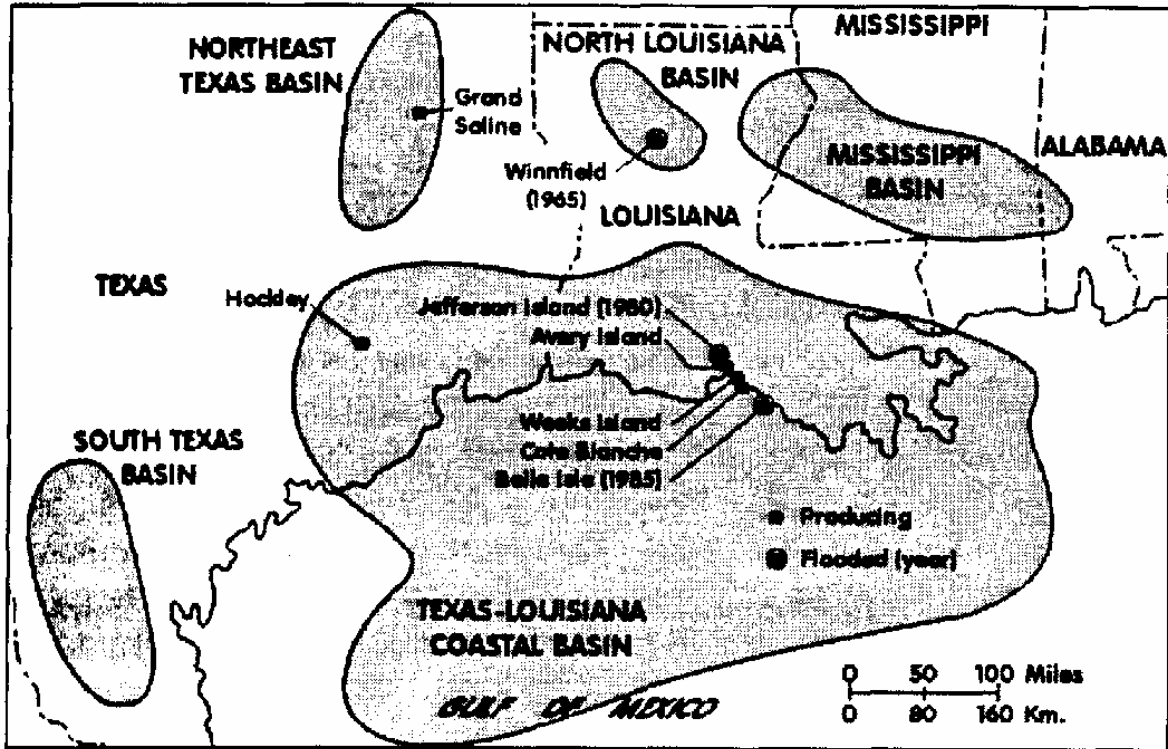 NORTHEAST
TEXAS BASIN
NORTH LOUISIANA
BASIN
MISSISSIPPI
Grand
Saline
Winnfield
(1965)
MISSISSIPPI
BASIN
ALABAMA
LOUISIANA
TEXAS
Hockley
Jefferson Island (1980)
Avery Island
Weeks Island
Cote Blanche
Belle Isle (1985)
SOUTH TEXAS
BASIN
Producing
Flooded (year)
TEXAS-LOUISIANA
COASTAL BASIN
GULF OF MEXICO
0 50 100 Miles
0 80 160 Km.